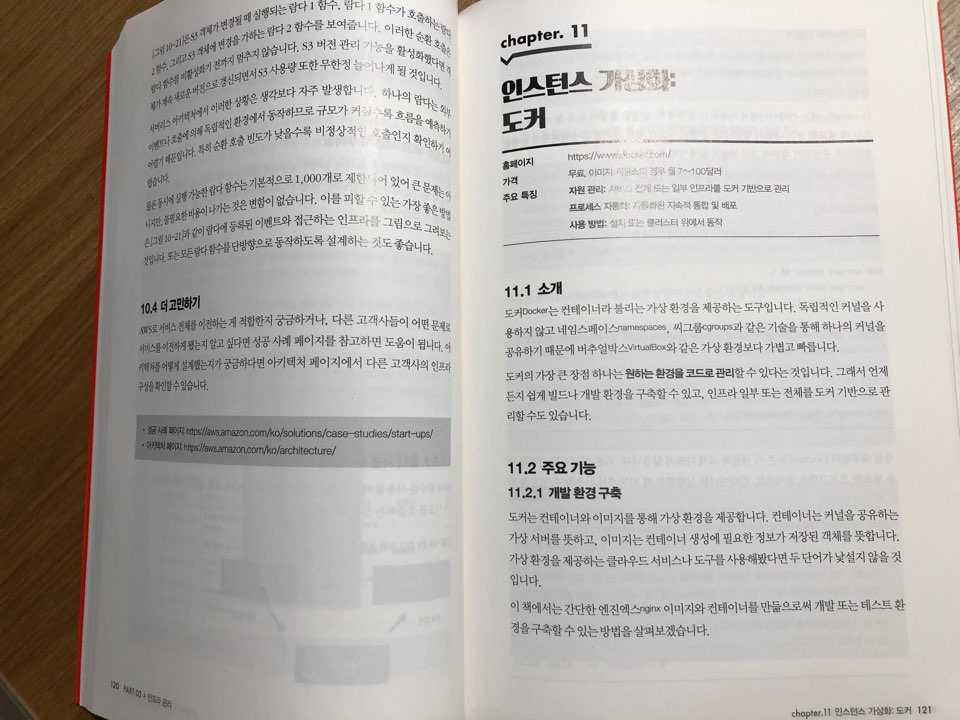 [그림 10-21]은 S3 객체가 변경될 때 실행되는 람다 1 함수, 람다 1 함수가 호출하는 람다
2 함수, 그리고 S3 객체에 변경을 가하는 람다 2 함수를 보여줍니다. 이러한 순환 호출은
람다 함수를 비활성화기 전까지 멈추지 않습니다. S3 버전 관리 기능을 활성화했다면 객
체가 계속 새로운 버전으로 갱신되면서 S3 사용량 또한 무한정 늘어나게 될 것입니다.
서버리스 아키텍처에서 이러한 상황은 생각보다 자주 발생합니다. 하나의 람다는 외부
이벤트나 호출에 의해 독립적인 환경에서 동작하므로 규모가 커질수록 흐름을 예측하기
어렵기 때문입니다. 특히 순환 호출 빈도가 낮을수록 비정상적인 호출인지 확인하기 어
렵습니다.
물론 동시에 실행 가능한 람다 함수는 기본적으로 1,000개로 제한되어 있어 큰 문제는 아
니지만, 불필요한 비용이 나가는 것은 변함이 없습니다. 이를 피할 수 있는 가장 좋은 방법
은 [그림 10-21]과 같이 람다에 등록된 이벤트와 접근하는 인프라를 그림으로 그려보는
것입니다. 또는 모든 람다 함수를 단방향으로 동작하도록 설계하는 것도 좋습니다.
10.4 더 고민하기
AWS로 서비스 전체를 이전하는 게 적합한지 궁금하거나, 다른 고객사들이 어떤 문제로
서비스를 이전하게 됐는지 알고 싶다면 성공 사례 페이지를 참고하면 도움이 됩니다. 아
키텍처를 어떻게 설계했는지가 궁금하다면 아키텍처 페이지에서 다른 고객사의 인프라
구성을 확인할 수 있습니다.
• 성공 사례 페이지: https://aws.amazon.com/ko/solutions/case-studies/start-ups/
• 아키텍처 페이지: https://aws.amazon.com/ko/architecture/
120 PART 03 > 인프라 관리
chapter. 11
인스턴스 가상화:
도커
홈페이지 https://www.docker.com/
가격 무료, 이미지 저장소의 경우 월 7~100달러
주요 특징 자원 관리: 서비스 전체 또는 일부 인프라를 도커 기반으로 관리
프로세스 자동화: 자동화된 지속적 통합 및 배포
사용 방법: 설치 또는 클러스터 위에서 동작
11.1 소개
도커Docker는 컨테이너라 불리는 가상 환경을 제공하는 도구입니다. 독립적인 커널을 사
용하지 않고 네임스페이스namespaces, 씨그룹cgroups과 같은 기술을 통해 하나의 커널을
공유하기 때문에 버추얼박스VirtualBox와 같은 가상 환경보다 가볍고 빠릅니다.
도커의 가장 큰 장점 하나는 원하는 환경을 코드로 관리할 수 있다는 것입니다. 그래서 언제
든지 쉽게 빌드나 개발 환경을 구축할 수 있고, 인프라 일부 또는 전체를 도커 기반으로 관
리할 수도 있습니다.
11.2 주요 기능
11.2.1 개발 환경 구축
도커는 컨테이너와 이미지를 통해 가상 환경을 제공합니다. 컨테이너는 커널을 공유하는
가상 서버를 뜻하고, 이미지는 컨테이너 생성에 필요한 정보가 저장된 객체를 뜻합니다.
가상 환경을 제공하는 클라우드 서비스나 도구를 사용해봤다면 두 단어가 낯설지 않을 것
입니다.
이 책에서는 간단한 엔진엑스nginx 이미지와 컨테이너를 만듦으로써 개발 또는 테스트 환
경을 구축할 수 있는 방법을 살펴보겠습니다.
chapter.11 인스턴스 가상화: 도커 121